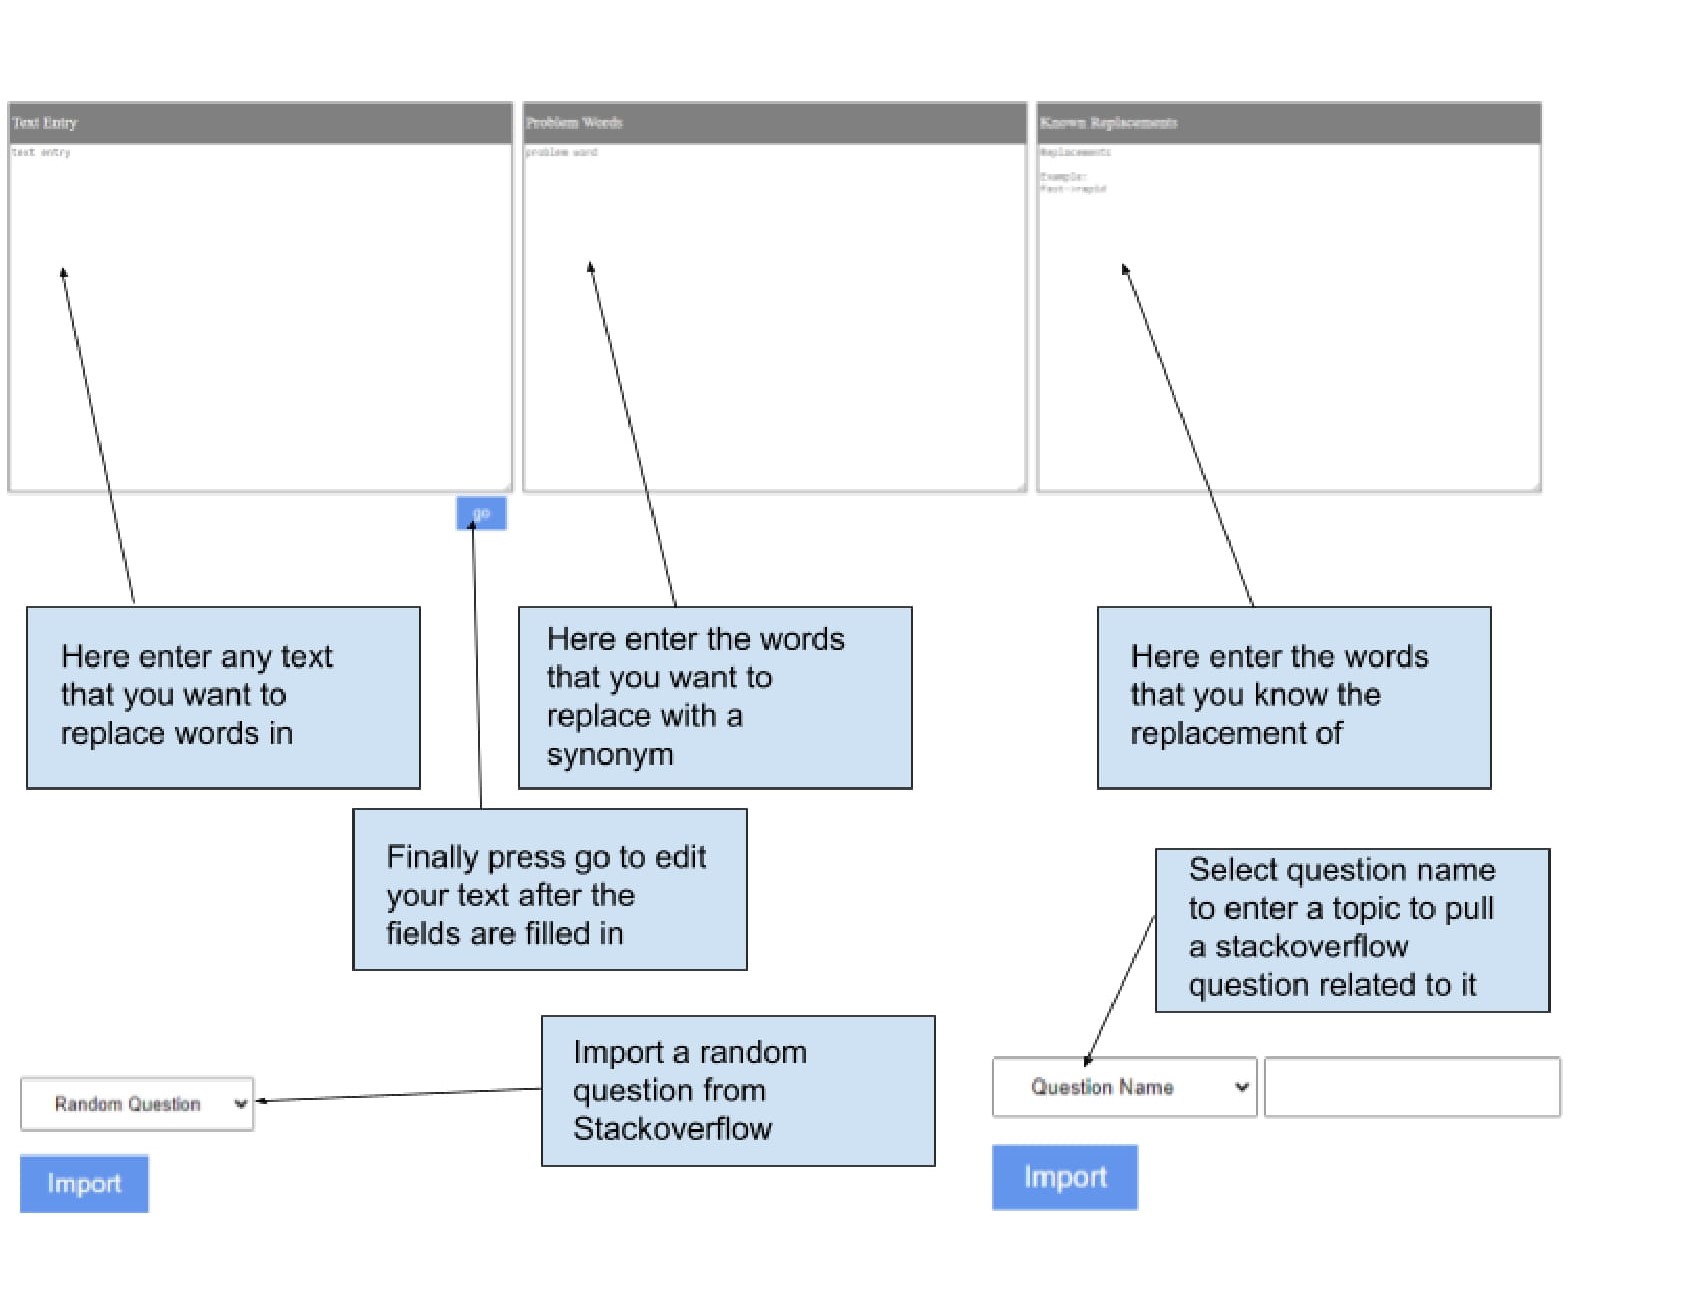 Text Entry
text entry
Problem Words
problem word
Known Replacements
Replacements
Example:
fast->rapid
go
Here enter any text
that you want to
replace words in
Here enter the words
that you want to
replace with a
synonym
Here enter the words
that you know the
replacement of
Finally press go to edit
your text after the
fields are filled in
Select question name
to enter a topic to pull
a stackoverflow
question related to it
Import a random
question from
Stackoverflow
Random Question
Import
Question Name
Import